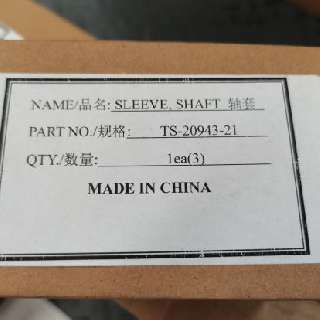 NAME/品名: SLEEVE, SHAFT 轴套
PART NO./规格: TS-20943-21
QTY./数量: 1ea(3)
MADE IN CHINA